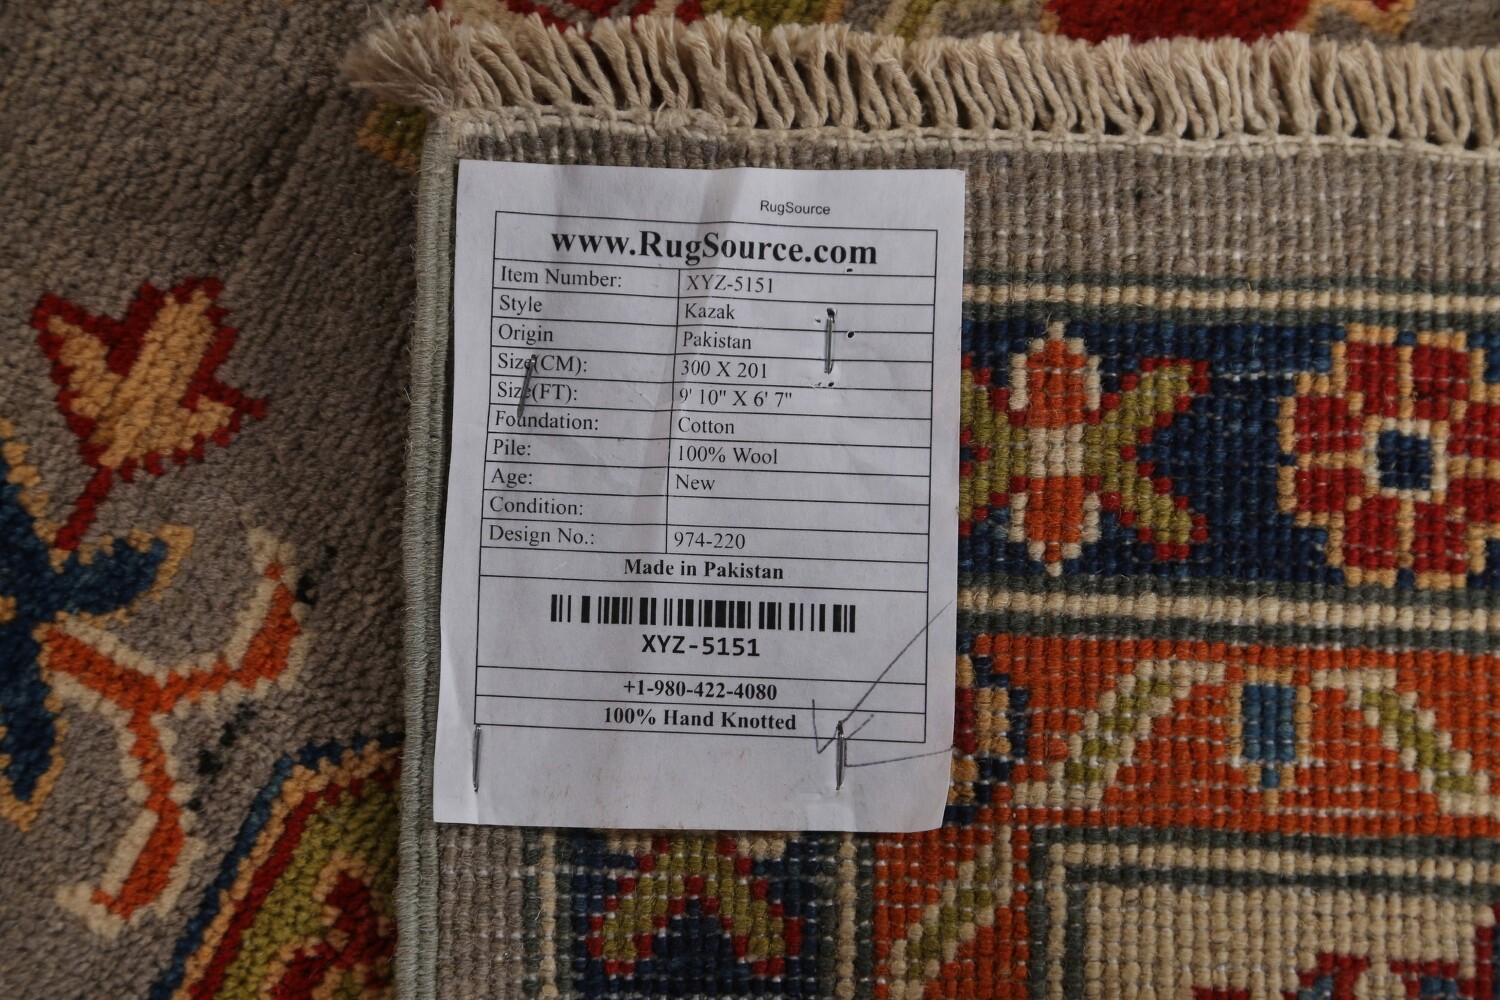 RugSource
www.RugSource.com
Item Number: XYZ-5151
Style Kazak
Origin Pakistan
Size(CM): 300 X 201
Size(FT): 9' 10" X 6' 7"
Foundation: Cotton
Pile: 100% Wool
Age: New
Condition:
Design No.: 974-220
Made in Pakistan
XYZ-5151
+1-980-422-4080
100% Hand Knotted